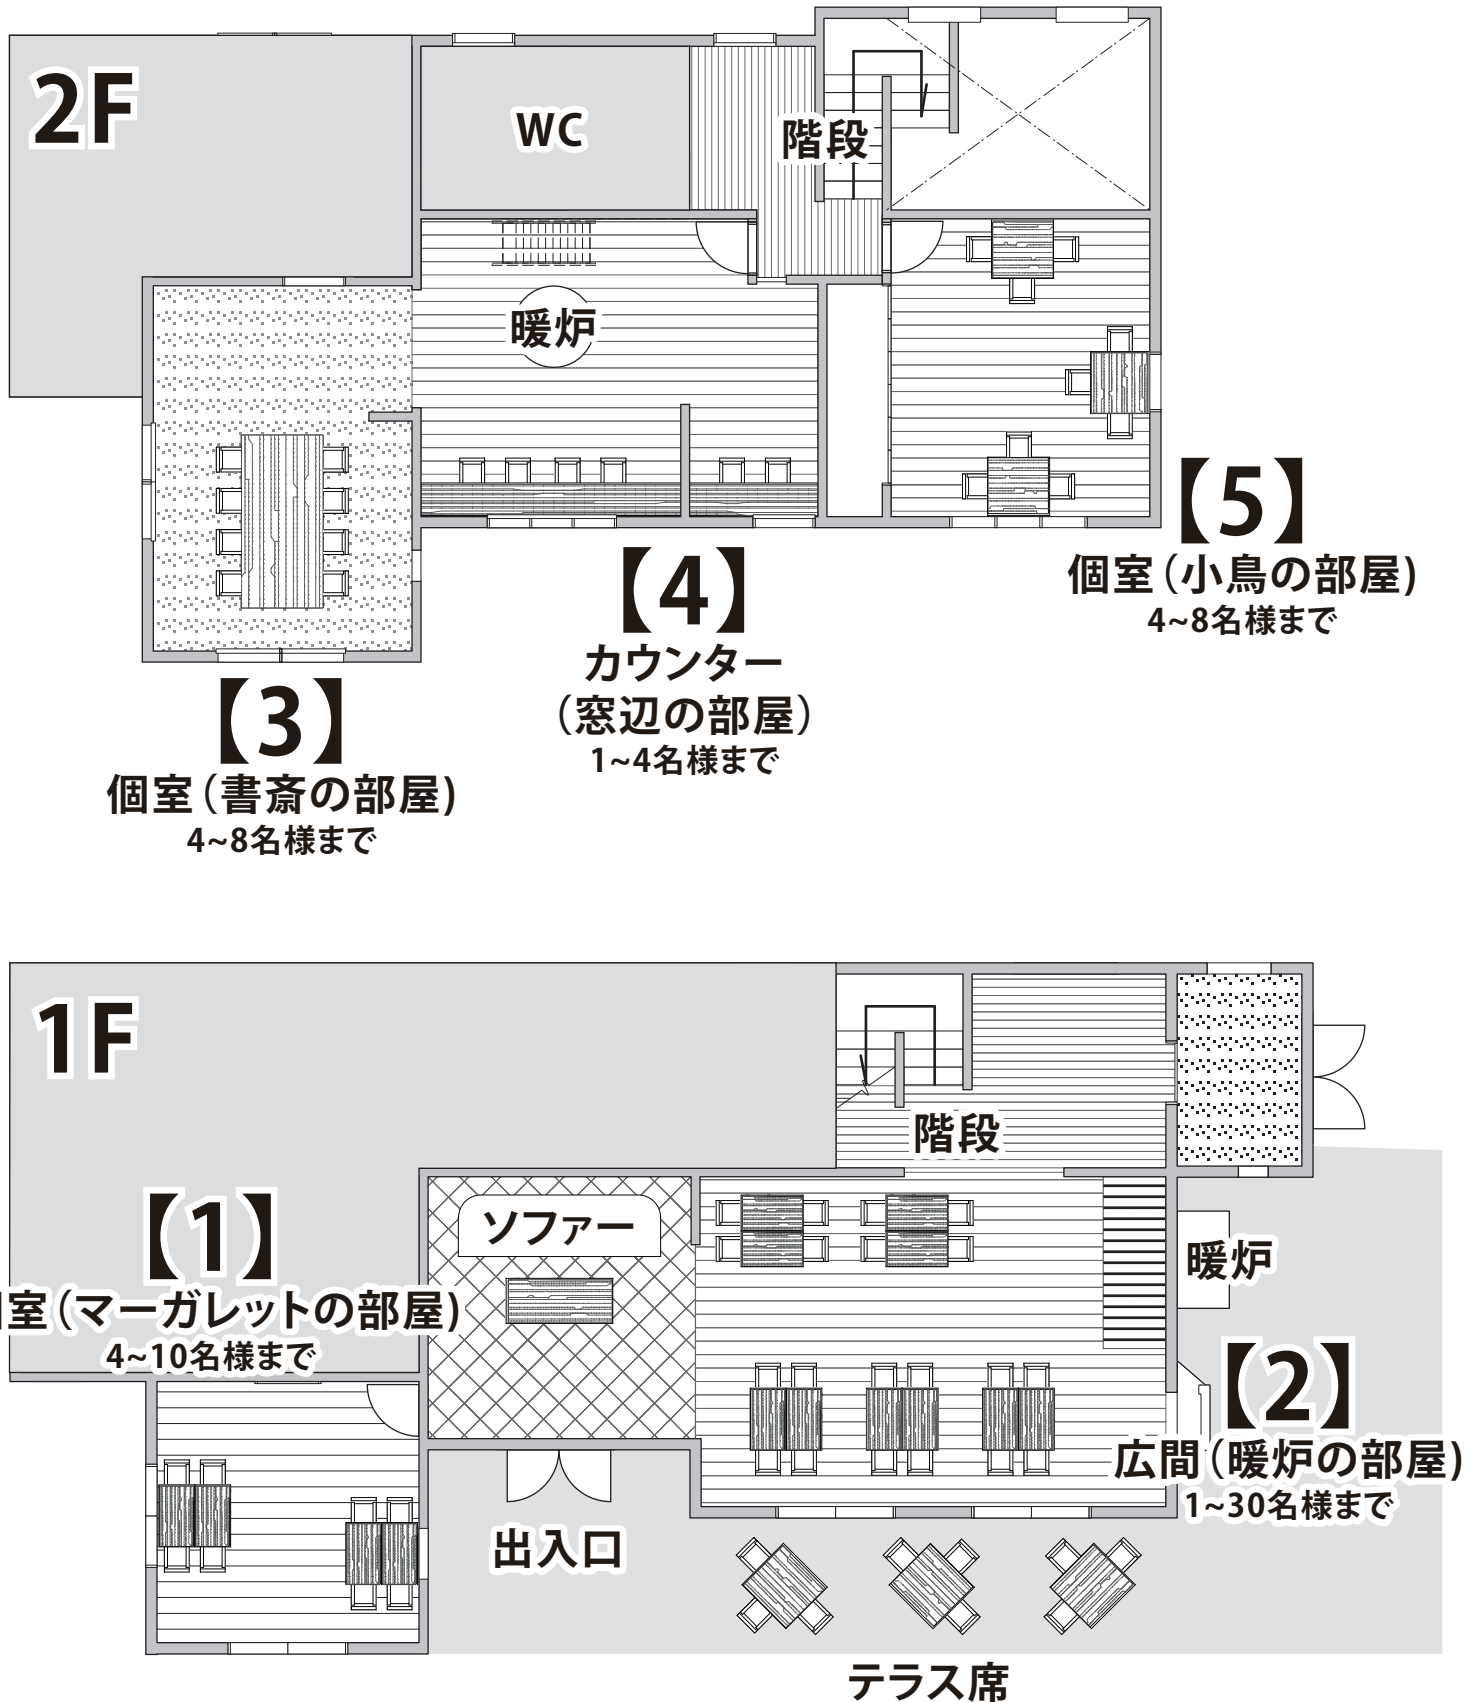 2F
WC
階段
暖炉
【5】
個室(小鳥の部屋)
4~8名様まで
【4】
カウンター
(窓辺の部屋)
1~4名様まで
【3】
個室(書斎の部屋)
4~8名様まで
1F
階段
【1】
室(マーガレットの部屋)
4~10名様まで
ソファー
暖炉
【2】
広間(暖炉の部屋)
1~30名様まで
出入口
テラス席